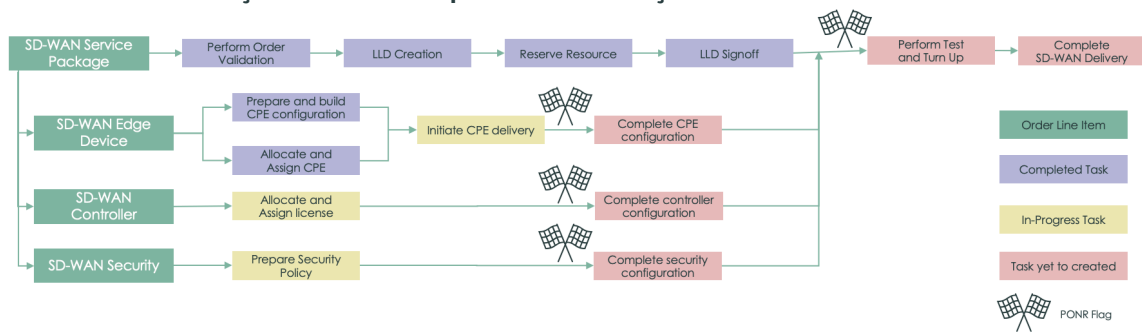 SD-WAN Service
Package
Perform Order
Validation
LLD Creation
Reserve Resource
LLD Signoff
Perform Test
and Turn Up
Complete
SD-WAN Delivery
SD-WAN Edge
Device
Prepare and build
CPE configuration
Allocate and
Assign CPE
Initiate CPE delivery
Complete CPE
configuration
SD-WAN
Controller
Allocate and
Assign license
Complete controller
configuration
SD-WAN Security
Prepare Security
Policy
Complete security
configuration
Order Line Item
Completed Task
In-Progress Task
Task yet to created
PONR Flag